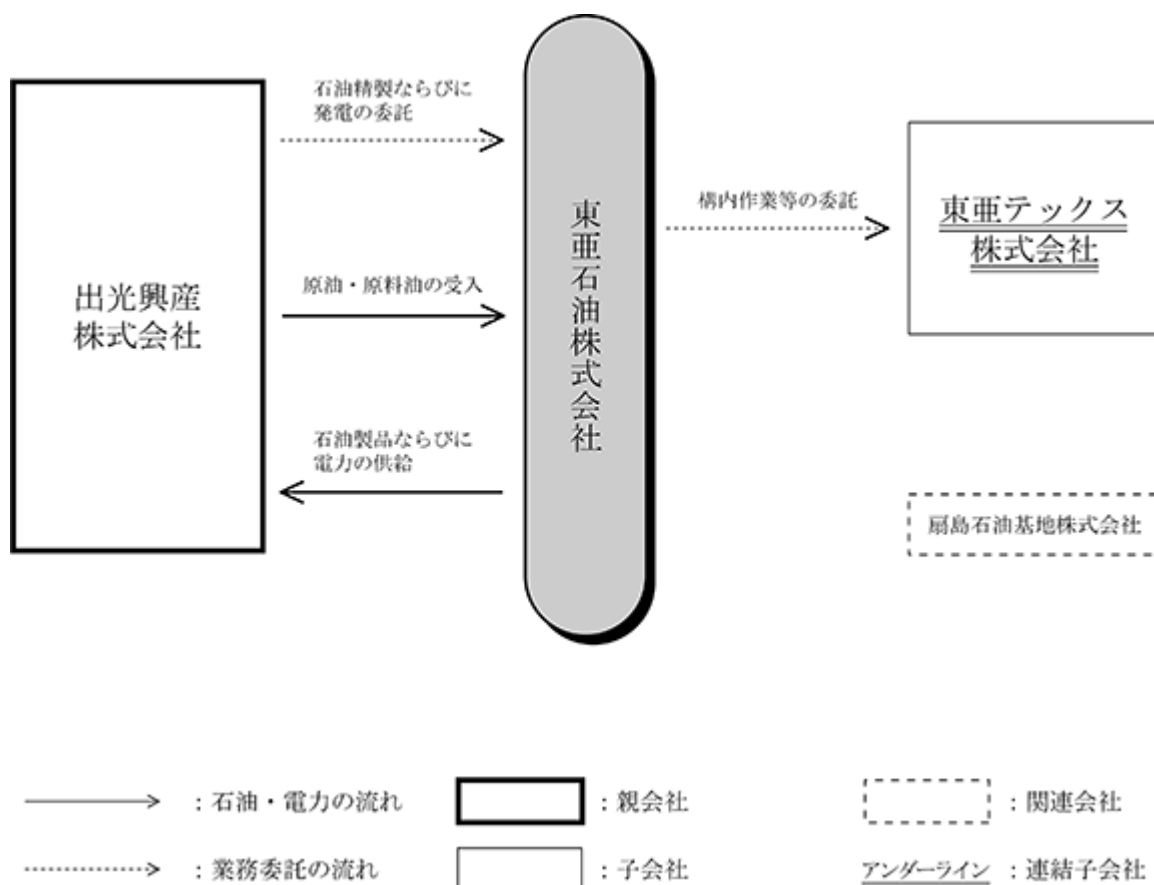 石油精製ならびに
発電の委託
構内作業等の委託
東亜テックス
株式会社
東亜石油株式会社
出光興産
株式会社
原油・原料油の受入
石油製品ならびに
電力の供給
扇島石油基地株式会社
：石油・電力の流れ
：親会社
：関連会社
：業務委託の流れ
：子会社
アンダーライン ：連結子会社